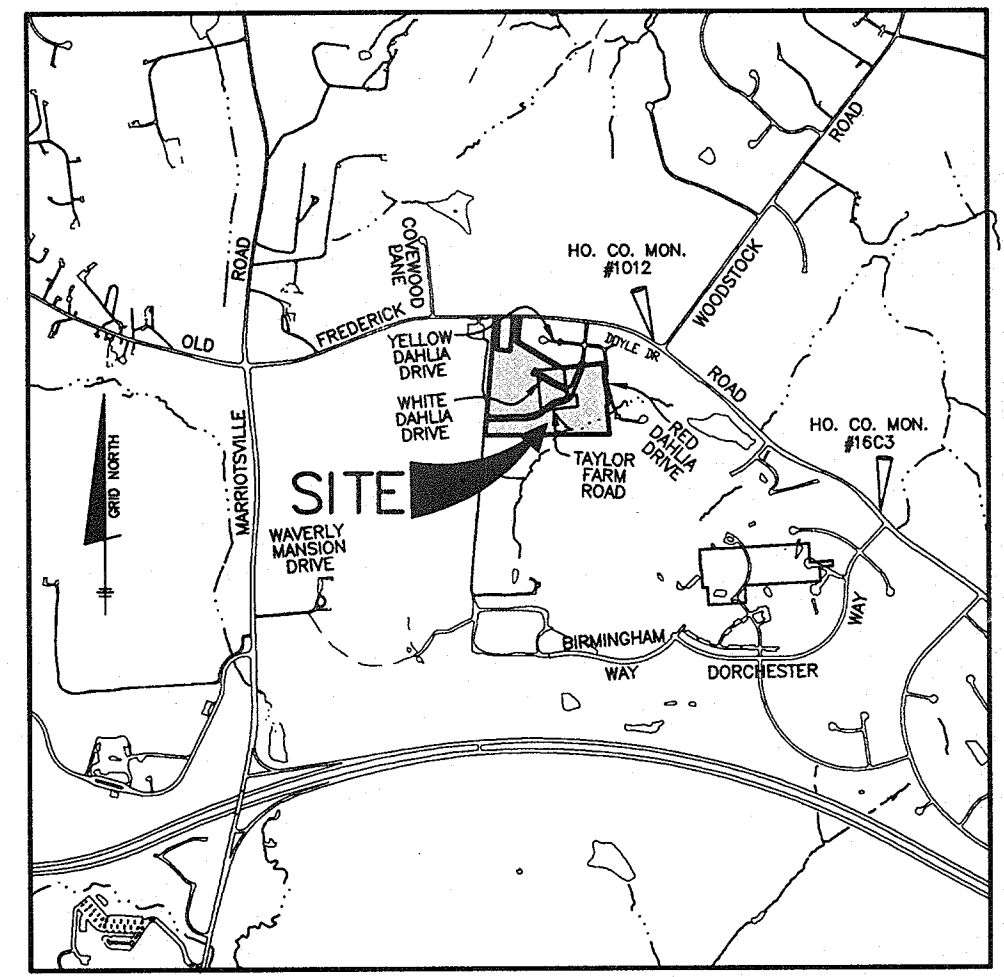 ROAD
COVEWOOD
PANE
HO. CO. MON.
#1012
WOODSTOCK
ROAD
OLD
FREDERICK
YELLOW
DAHLIA
DRIVE
DOYLE DR
ROAD
WHITE
DAHLIA
DRIVE
RED
DAHLIA
DRIVE
HO. CO. MON.
#16C3
GRID NORTH
MARRIOTSVILLE
SITE
TAYLOR
FARM
ROAD
WAVERLY
MANSION
DRIVE
BIRMINGHAM
WAY
DORCHESTER
WAY